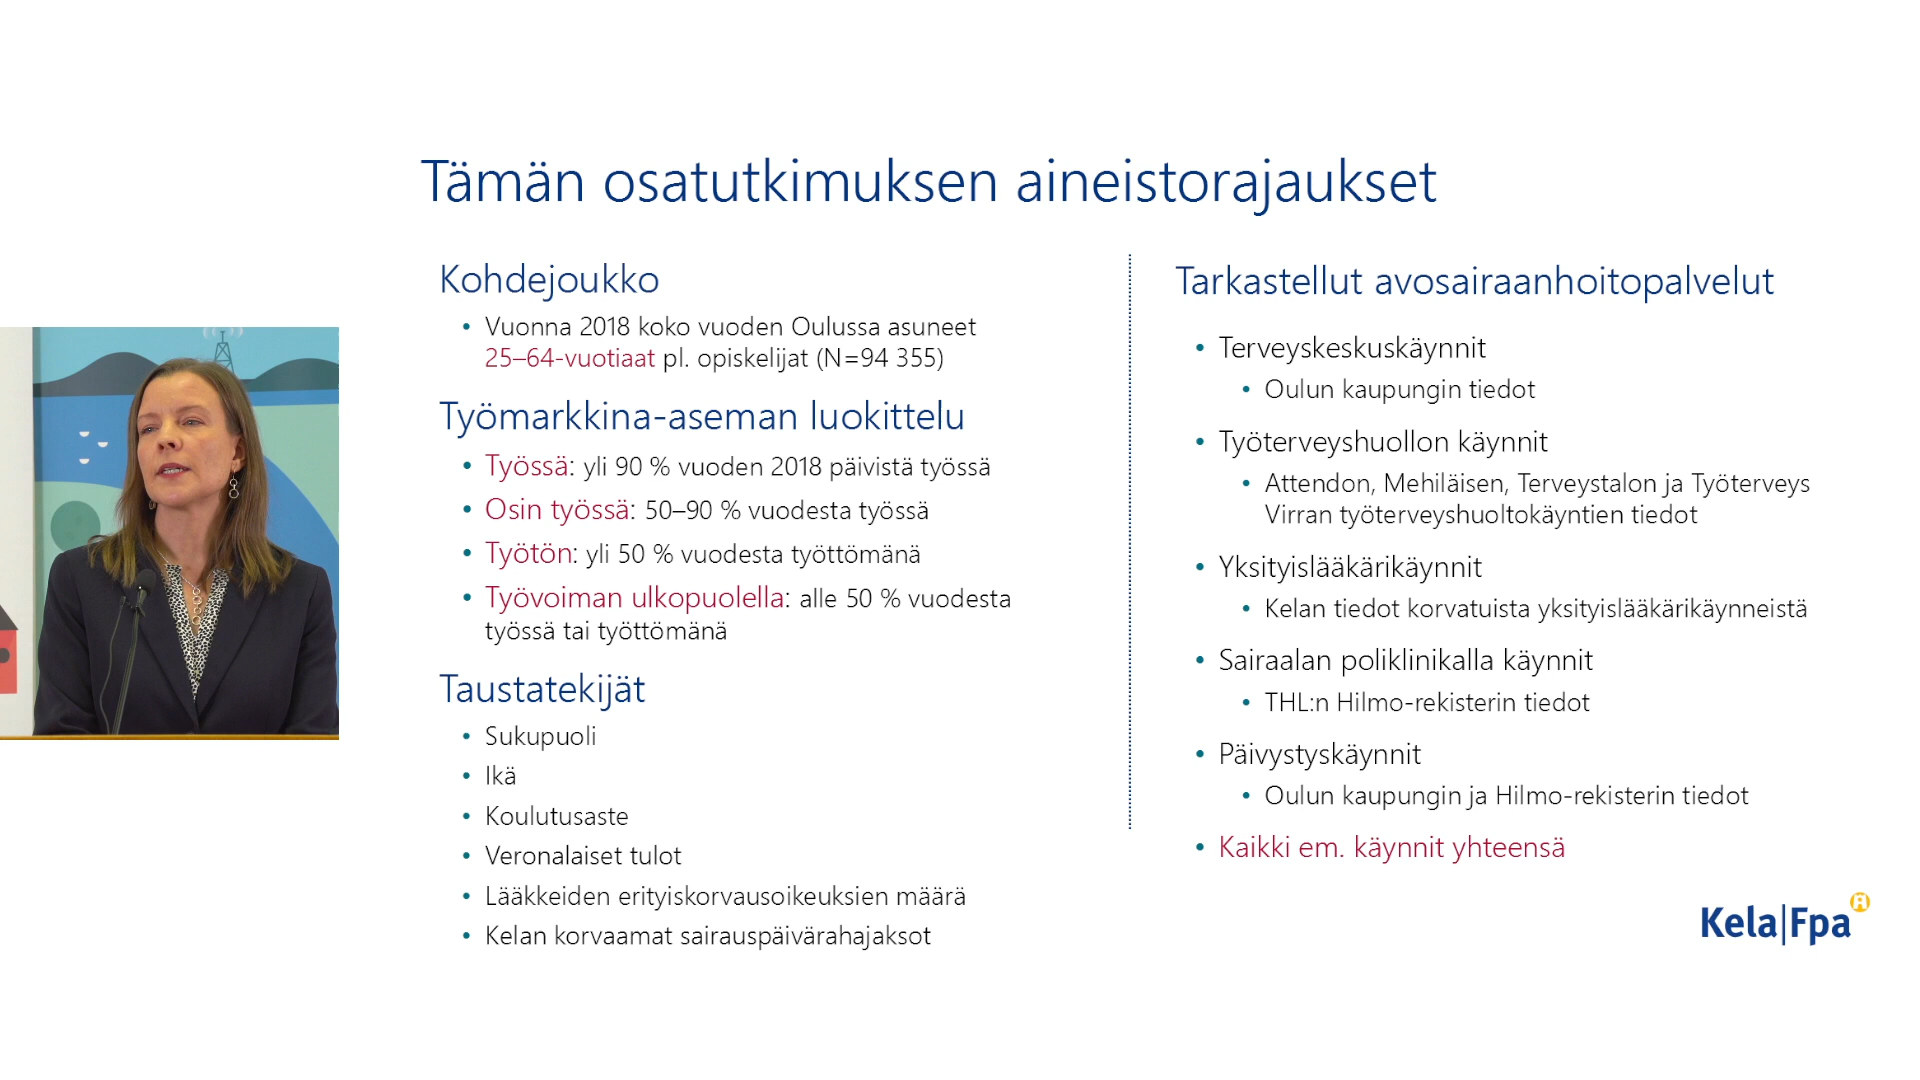 Tämän osatutkimuksen aineistorajaukset
Kohdejoukko
• Vuonna 2018 koko vuoden Oulussa asuneet
25–64-vuotiaat pl. opiskelijat (N=94 355)
Työmarkkina-aseman luokittelu
• Työssä: yli 90 % vuoden 2018 päivistä työssä
• Osin työssä: 50–90 % vuodesta työssä
• Työtön: yli 50 % vuodesta työttömänä
• Työvoiman ulkopuolella: alle 50 % vuodesta
työssä tai työttömänä
Taustatekijät
• Sukupuoli
• Ikä
• Koulutusaste
• Veronalaiset tulot
• Lääkkeiden erityiskorvausoikeuksien määrä
• Kelan korvaamat sairauspäivärahajaksot
Tarkastellut avosairaanhoitopalvelut
• Terveyskeskuskäynnit
• Oulun kaupungin tiedot
• Työterveyshuollon käynnit
• Attendon, Mehiläisen, Terveystalon ja Työterveys
Virran työterveyshuoltokäyntien tiedot
• Yksityislääkärikäynnit
• Kelan tiedot korvatuista yksityislääkärikäynneistä
• Sairaalan poliklinikalla käynnit
• THL:n Hilmo-rekisterin tiedot
• Päivystyskäynnit
• Oulun kaupungin ja Hilmo-rekisterin tiedot
• Kaikki em. käynnit yhteensä
Kela|Fpa